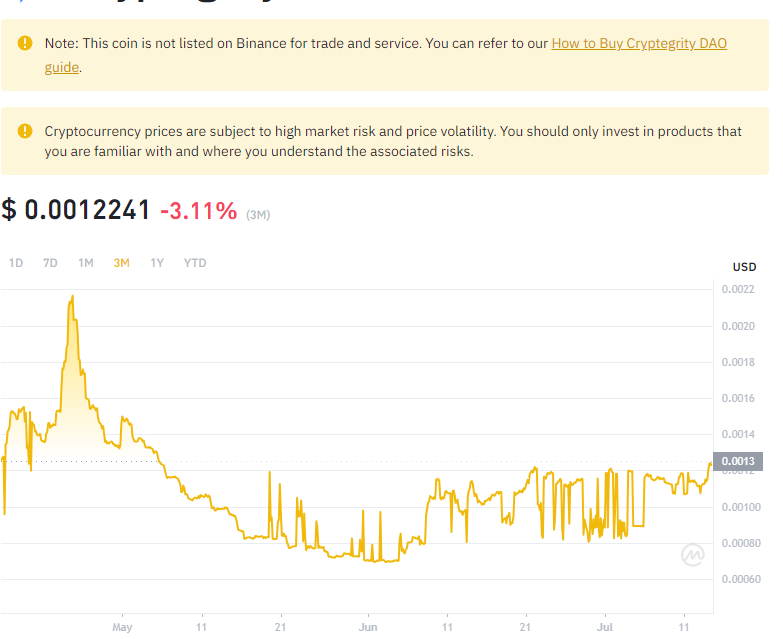 Note: This coin is not listed on Binance for trade and service. You can refer to our How to Buy Cryptegrity DAO
guide.
Cryptocurrency prices are subject to high market risk and price volatility. You should only invest in products that
you are familiar with and where you understand the associated risks.
$ 0.0012241 -3.11% (3M)
1D 7D 1M 3M 1Y YTD
USD
0.0022
0.0020
0.0018
0.0016
0.0014
0.0013
0.0012
0.00100
0.00080
0.00060
May 11 21 Jun 11 21 Jul 11